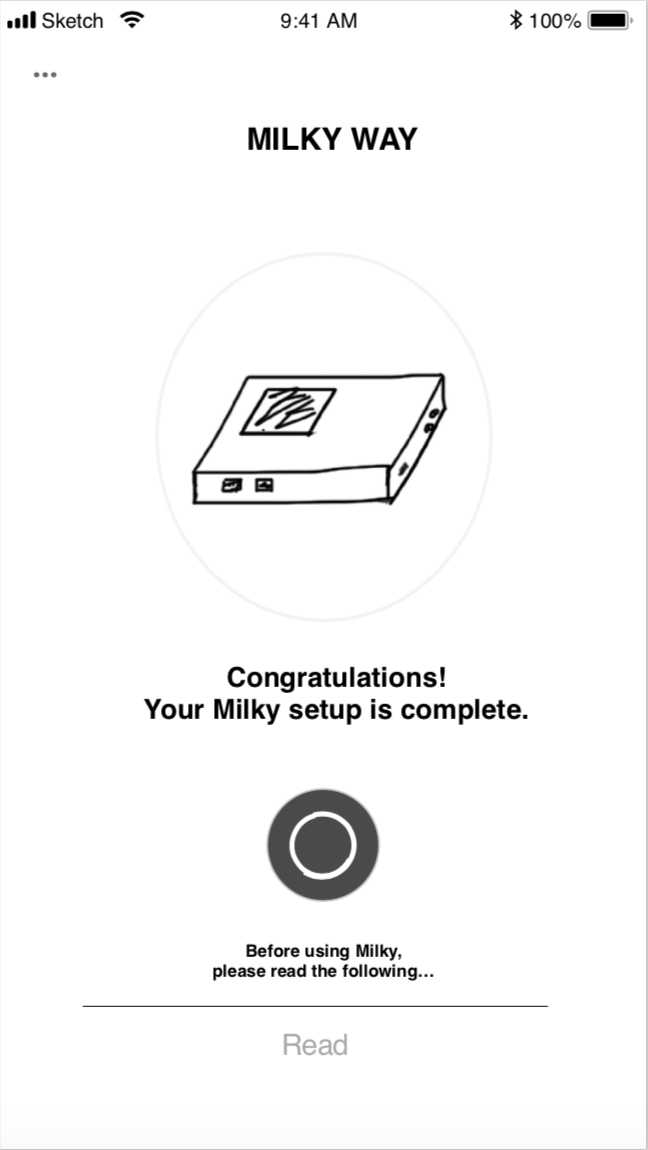 Sketch 9:41 AM 100%
MILKY WAY
Congratulations!
Your Milky setup is complete.
Before using Milky,
please read the following...
Read